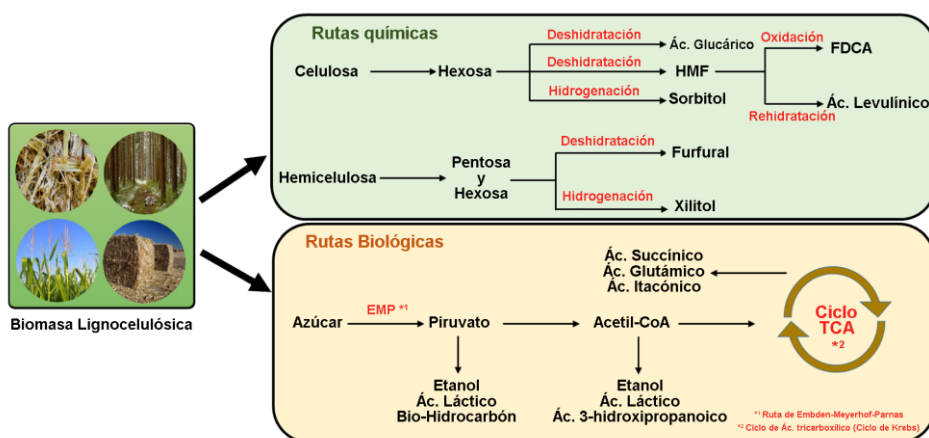 Rutas químicas
Deshidratación
Ác. Glucárico
Oxidación
FDCA
Celulosa
Hexosa
Deshidratación
HMF
Hidrogenación
Sorbitol
Rehidratación
Ác. Levulínico
Hemicelulosa
Pentosa
y
Hexosa
Deshidratación
Furfural
Hidrogenación
Xilitol
Biomasa Lignocelulósica
Rutas Biológicas
Ác. Succínico
Ác. Glutámico
Ác. Itacónico
Azúcar
EMP *1
Piruvato
Acetil-CoA
Ciclo
TCA
*2
Etanol
Ác. Láctico
Bio-Hidrocarbón
Etanol
Ác. Láctico
Ác. 3-hidroxipropanoico
*1 Ruta de Embden-Meyerhof-Parnas
*2 Ciclo de Ác. tricarboxílico (Ciclo de Krebs)